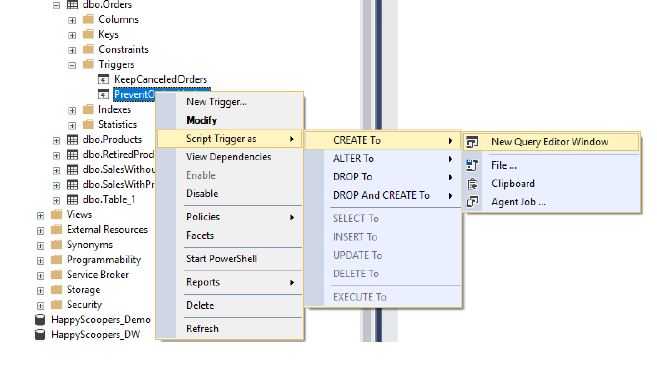 dbo.Orders
Columns
Keys
Constraints
Triggers
KeepCanceledOrders
PreventO
Indexes
Statistics
dbo.Products
dbo.RetiredProd
dbo.SalesWithou
dbo.SalesWithPr
dbo.Table_1
Views
External Resources
Synonyms
Programmability
Service Broker
Storage
Security
HappyScoopers_Demo
HappyScoopers_DW
New Trigger...
Modify
Script Trigger as
View Dependencies
Enable
Disable
Policies
Facets
Start PowerShell
Reports
Delete
Refresh
CREATE To
ALTER To
DROP To
DROP And CREATE To
SELECT To
INSERT To
UPDATE To
DELETE To
EXECUTE To
New Query Editor Window
File ...
Clipboard
Agent Job ...